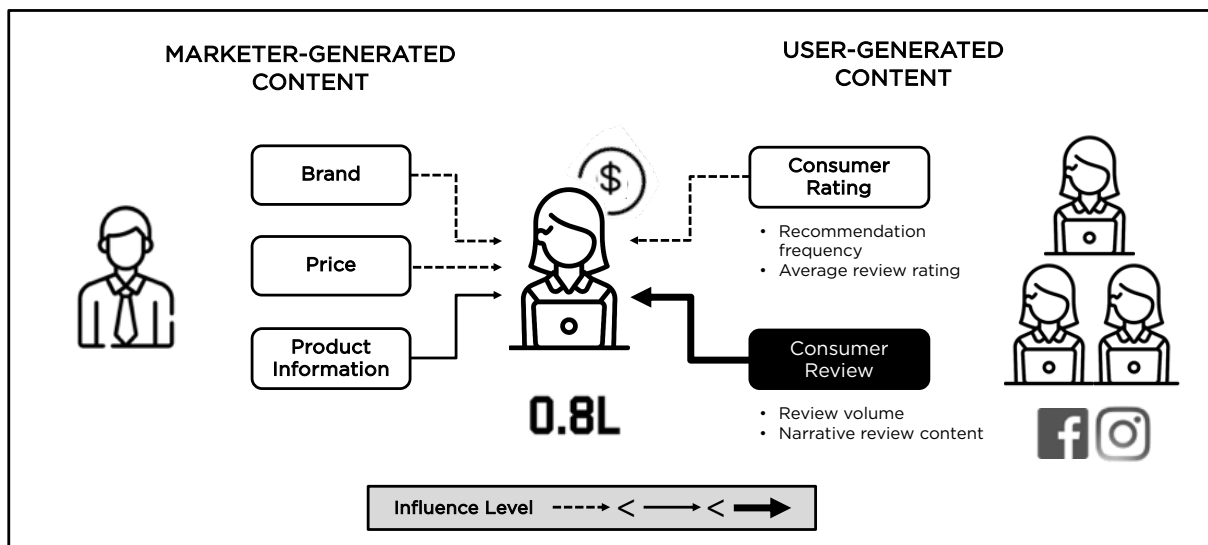 MARKETER-GENERATED
CONTENT
USER-GENERATED
CONTENT
Brand
Price
Product
Information
$
0.8L
Consumer
Rating
• Recommendation
frequency
• Average review rating
Consumer
Review
• Review volume
• Narrative review content
f
Influence Level < <